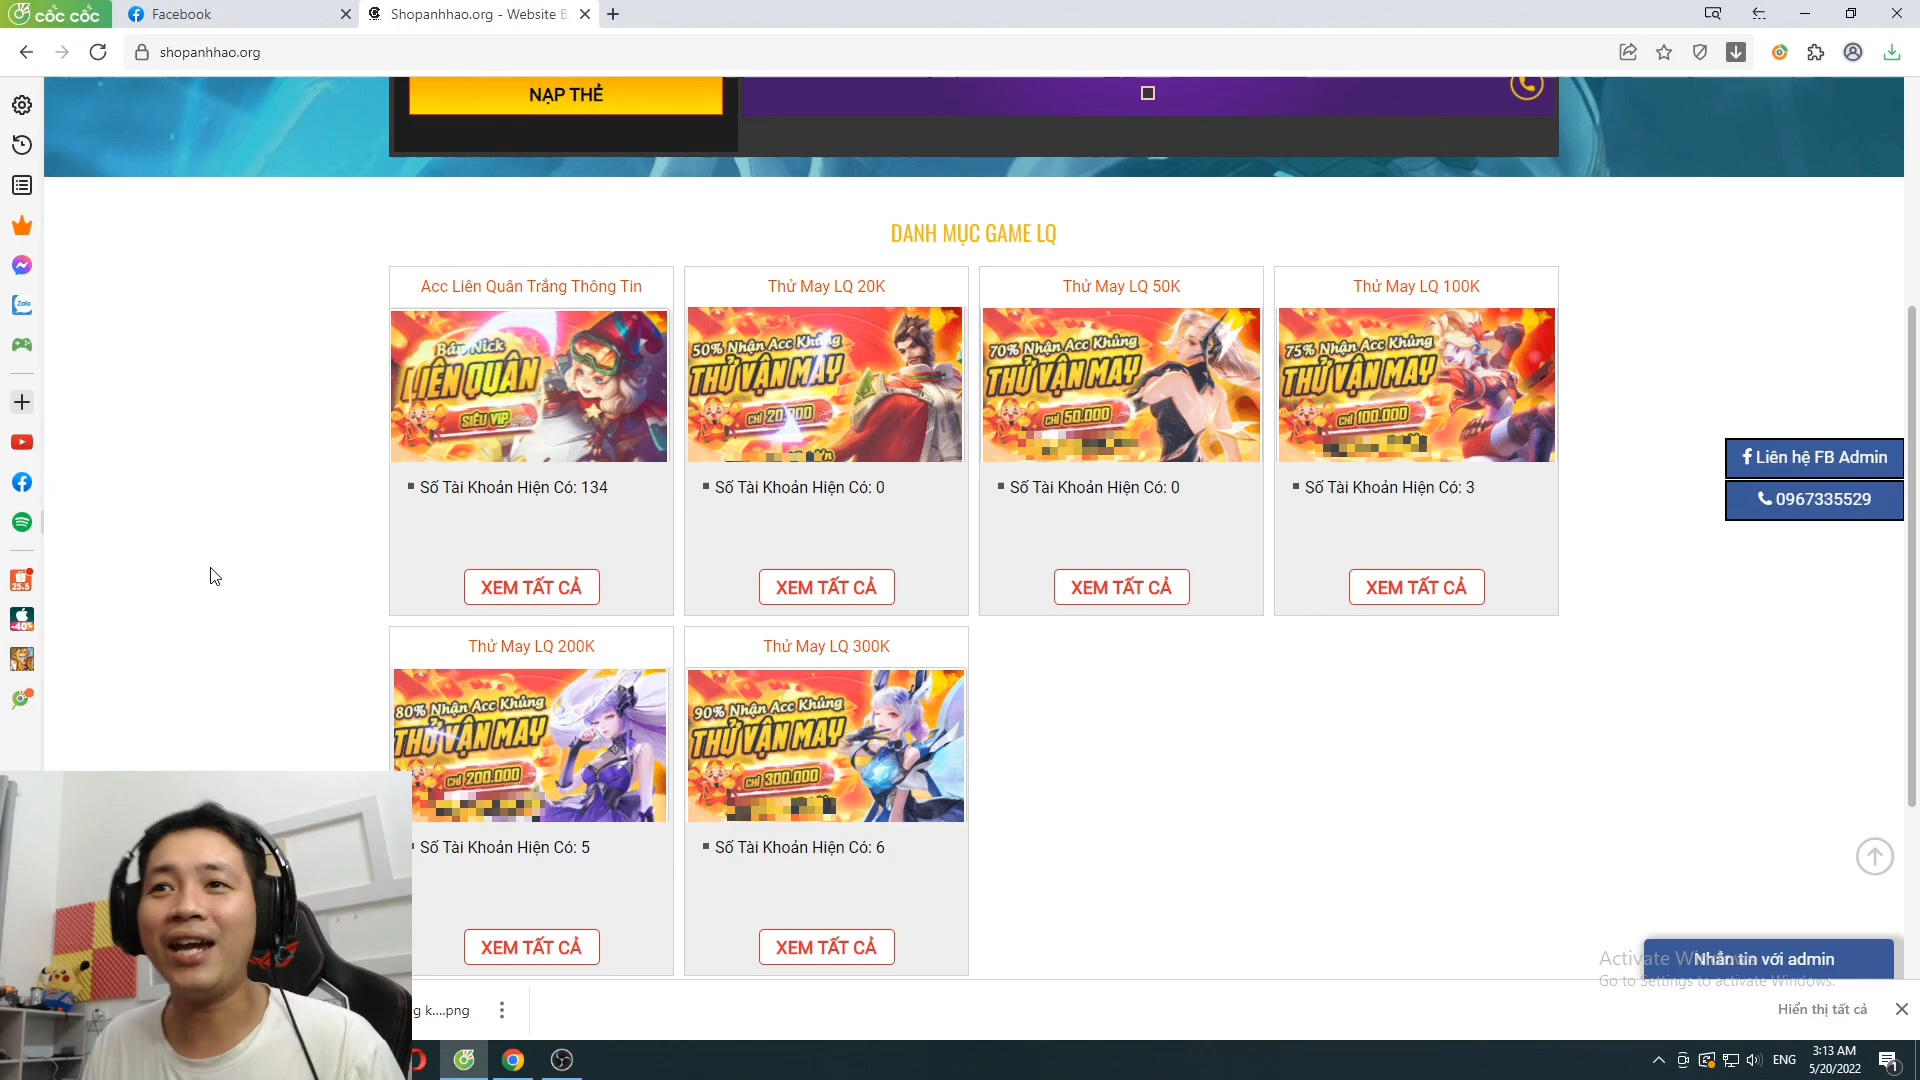 cốc cốc
Facebook
Shopanhhao.org - Website B
shopanhhao.org
NẠP THẺ
DANH MỤC GAME LQ
Acc Liên Quân Trắng Thông Tin
Thử May LQ 20K
Thử May LQ 50K
Thử May LQ 100K
Bán Nick
LIÊN QUÂN
SIÊU VIP
50% Nhận Acc Khủng
THỬ VẬN MAY
CHỈ 20.000
70% Nhận Acc Khủng
THỬ VẬN MAY
CHỈ 50.000
75% Nhận Acc Khủng
THỬ VẬN MAY
CHỈ 100.000
Số Tài Khoản Hiện Có: 134
Số Tài Khoản Hiện Có: 0
Số Tài Khoản Hiện Có: 0
Số Tài Khoản Hiện Có: 3
XEM TẤT CẢ
XEM TẤT CẢ
XEM TẤT CẢ
XEM TẤT CẢ
Liên hệ FB Admin
0967335529
Zalo
25.5
-40%
Thử May LQ 200K
Thử May LQ 300K
80% Nhận Acc Khủng
THỬ VẬN MAY
CHỈ 200.000
90% Nhận Acc Khủng
THỬ VẬN MAY
CHỈ 300.000
Số Tài Khoản Hiện Có: 5
Số Tài Khoản Hiện Có: 6
XEM TẤT CẢ
XEM TẤT CẢ
Nhắn tin với admin
Activate Windows
Go to Settings to activate Windows.
g k....png
Hiển thị tất cả
ENG
3:13 AM
5/20/2022
1